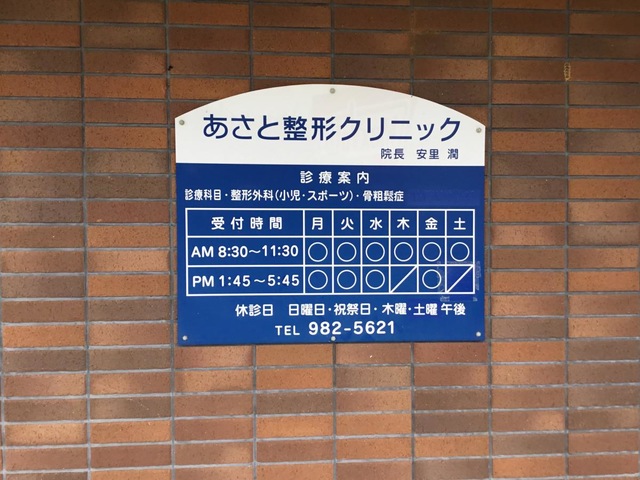 あさと整形クリニック
院長 安里 潤
診療案内
診療科目・整形外科(小児・スポーツ)・骨粗鬆症
受付時間 月 火 水 木 金 土
AM 8:30〜11:30 ○ ○ ○ ○ ○ ○
PM 1:45〜5:45 ○ ○ ○ / ○ /
休診日 日曜日・祝祭日・木曜・土曜 午後
TEL 982-5621